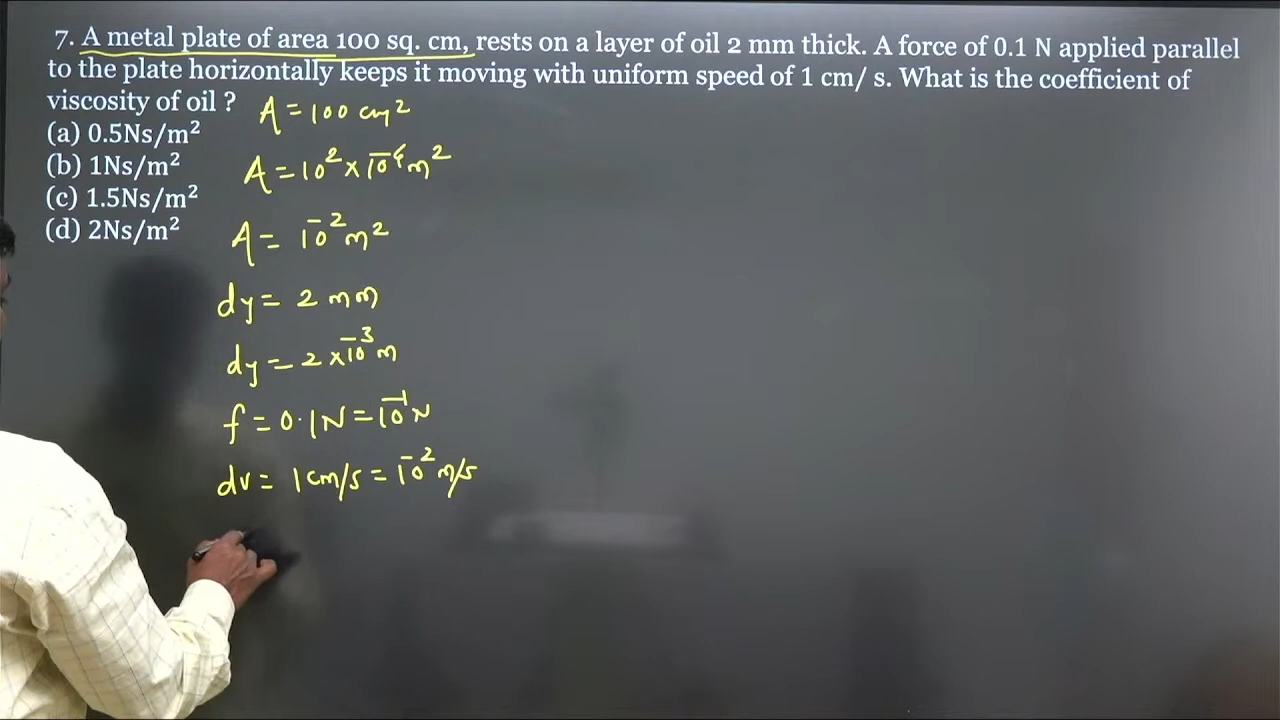 7. A metal plate of area 100 sq. cm, rests on a layer of oil 2 mm thick. A force of 0.1 N applied parallel
to the plate horizontally keeps it moving with uniform speed of 1 cm/ s. What is the coefficient of
viscosity of oil ?
(a) 0.5Ns/m²
(b) 1Ns/m²
(c) 1.5Ns/m²
(d) 2Ns/m²
A = 100 cm²
A = 10² × 10⁻⁴ m²
A = 10⁻² m²
dy = 2 mm
dy = 2 × 10⁻³ m
f = 0.1N = 10⁻¹ N
dv = 1 cm/s = 10⁻² m/s